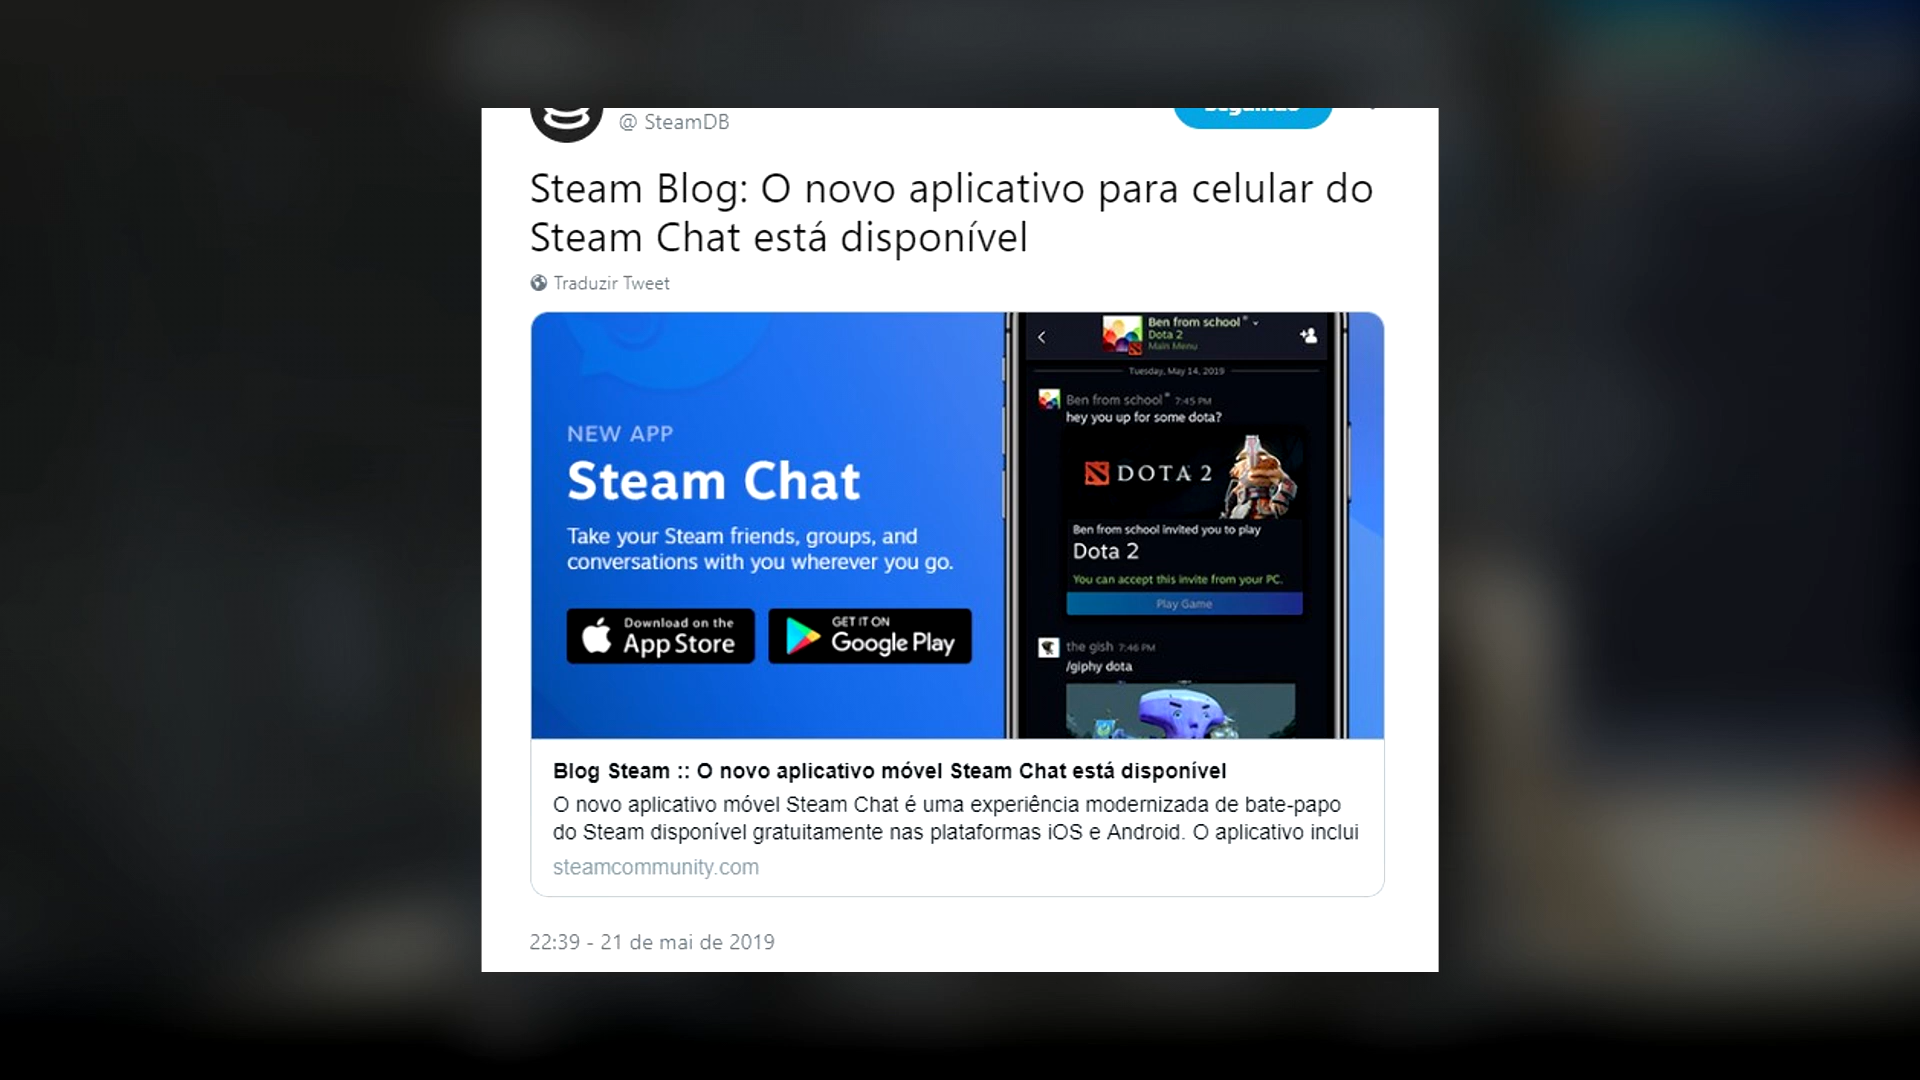 @ SteamDB
Steam Blog: O novo aplicativo para celular do
Steam Chat está disponível
Traduzir Tweet
NEW APP
Steam Chat
Take your Steam friends, groups, and
conversations with you wherever you go.
Download on the
App Store
GET IT ON
Google Play
Ben from school
Dota 2
Main Menu
Tuesday, May 14, 2019
Ben from school 7:45 PM
hey you up for some dota?
DOTA 2
Ben from school invited you to play
Dota 2
You can accept this invite from your PC.
Play Game
the gish 7:46 PM
/giphy dota
Blog Steam :: O novo aplicativo móvel Steam Chat está disponível
O novo aplicativo móvel Steam Chat é uma experiência modernizada de bate-papo
do Steam disponível gratuitamente nas plataformas iOS e Android. O aplicativo inclui
steamcommunity.com
22:39 - 21 de mai de 2019